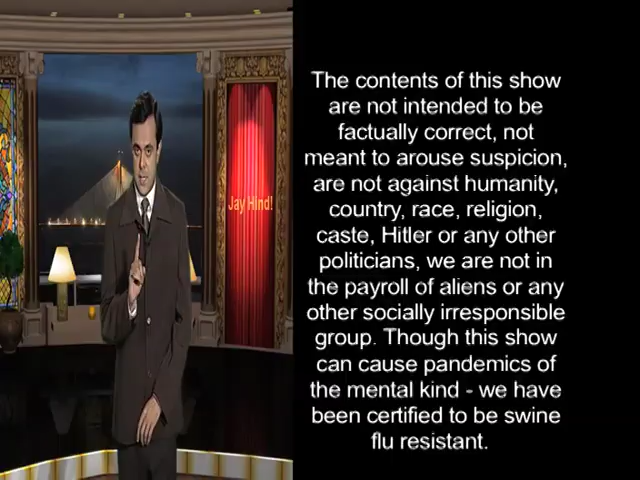 Jay Hind!
The contents of this show
are not intended to be
factually correct, not
meant to arouse suspicion,
are not against humanity,
country, race, religion,
caste, Hitler or any other
politicians, we are not in
the payroll of aliens or any
other socially irresponsible
group. Though this show
can cause pandemics of
the mental kind - we have
been certified to be swine
flu resistant.